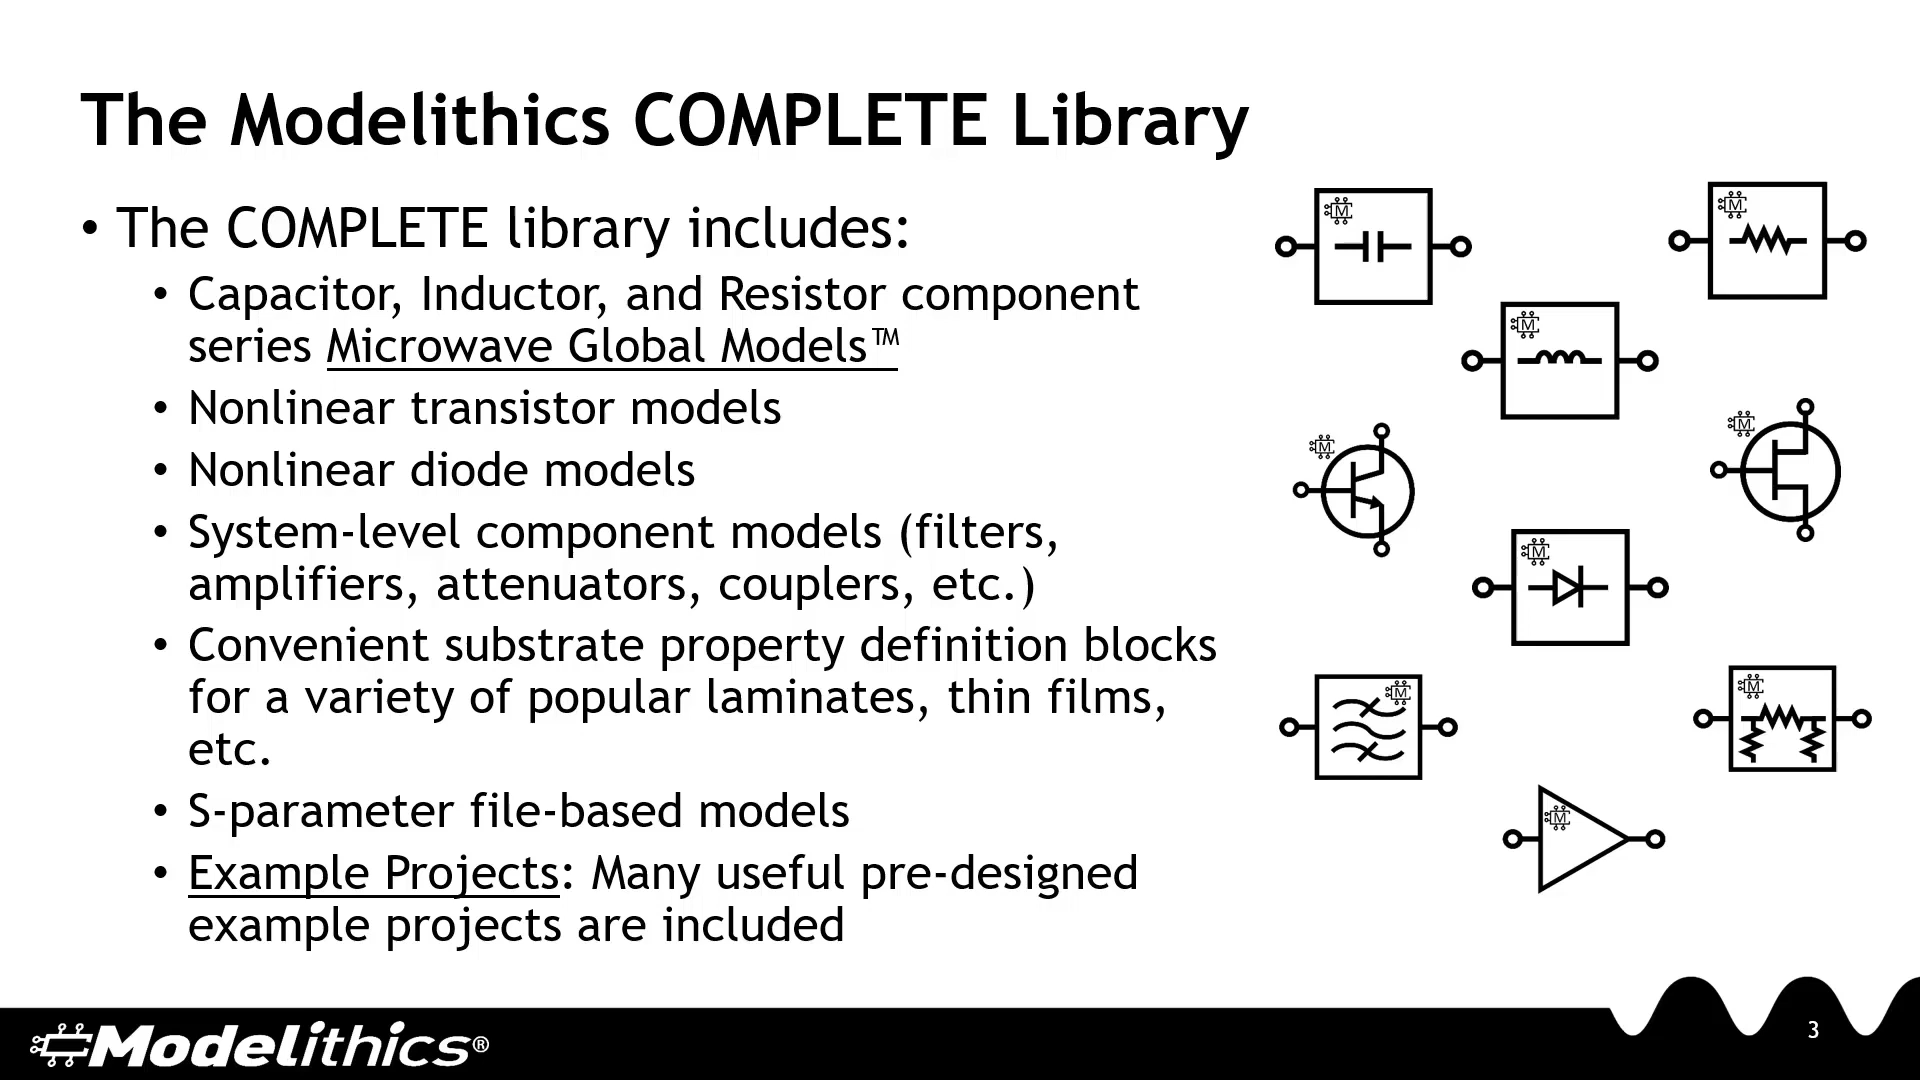 The Modelithics COMPLETE Library
• The COMPLETE library includes:
• Capacitor, Inductor, and Resistor component
series Microwave Global Models™
• Nonlinear transistor models
• Nonlinear diode models
• System-level component models (filters,
amplifiers, attenuators, couplers, etc.)
• Convenient substrate property definition blocks
for a variety of popular laminates, thin films,
etc.
• S-parameter file-based models
• Example Projects: Many useful pre-designed
example projects are included
M
M
M
M
M
M
M
M
M
Modelithics®
3